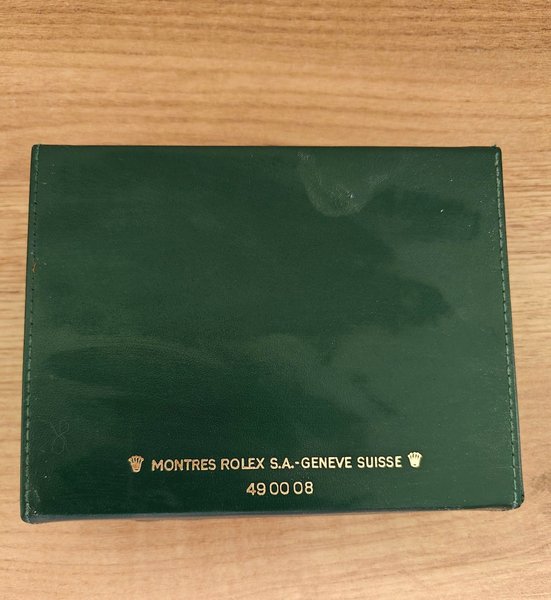 MONTRES ROLEX S.A.-GENEVE SUISSE
49 00 08